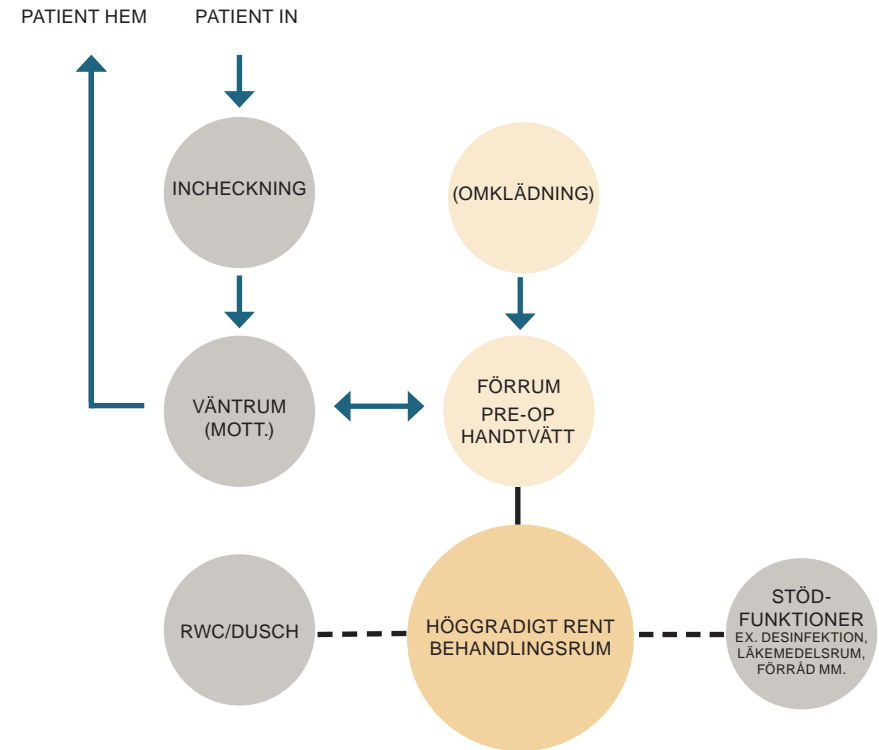 PATIENT HEM
PATIENT IN
INCHECKNING
(OMKLÄDNING)
VÄNTRUM
(MOTT.)
FÖRRUM
PRE-OP
HANDTVÄTT
RWC/DUSCH
HÖGGRADIGT RENT
BEHANDLINGSRUM
STÖD-
FUNKTIONER
EX. DESINFEKTION,
LÄKEMEDELSRUM,
FÖRRÅD MM.